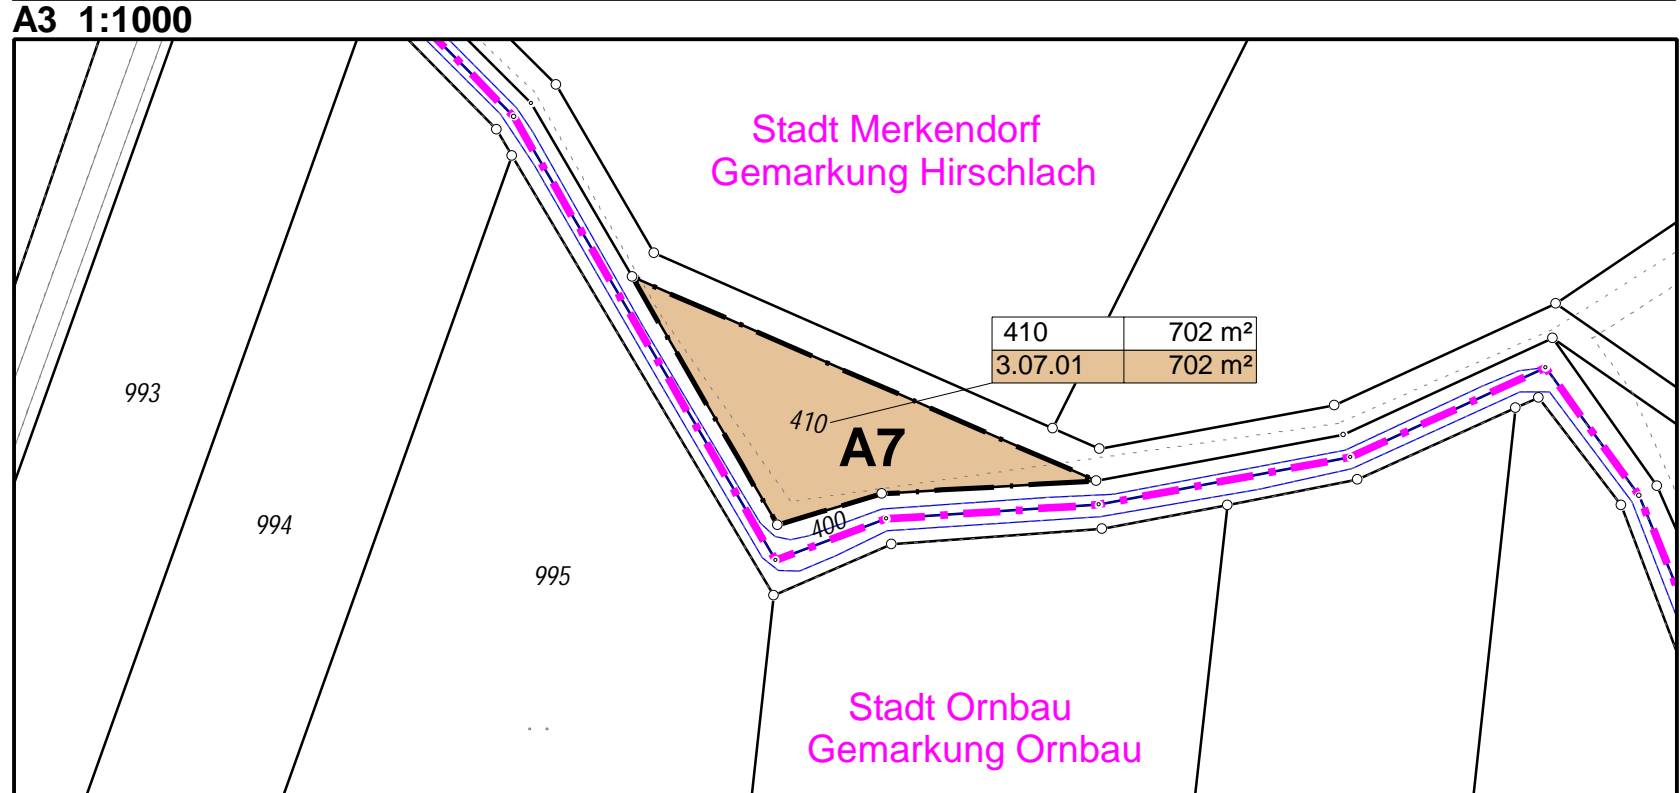 A3 1:1000
Stadt Merkendorf
Gemarkung Hirschlach
410 702 m²
3.07.01 702 m²
993
410
A7
994
400
995
Stadt Ornbau
Gemarkung Ornbau